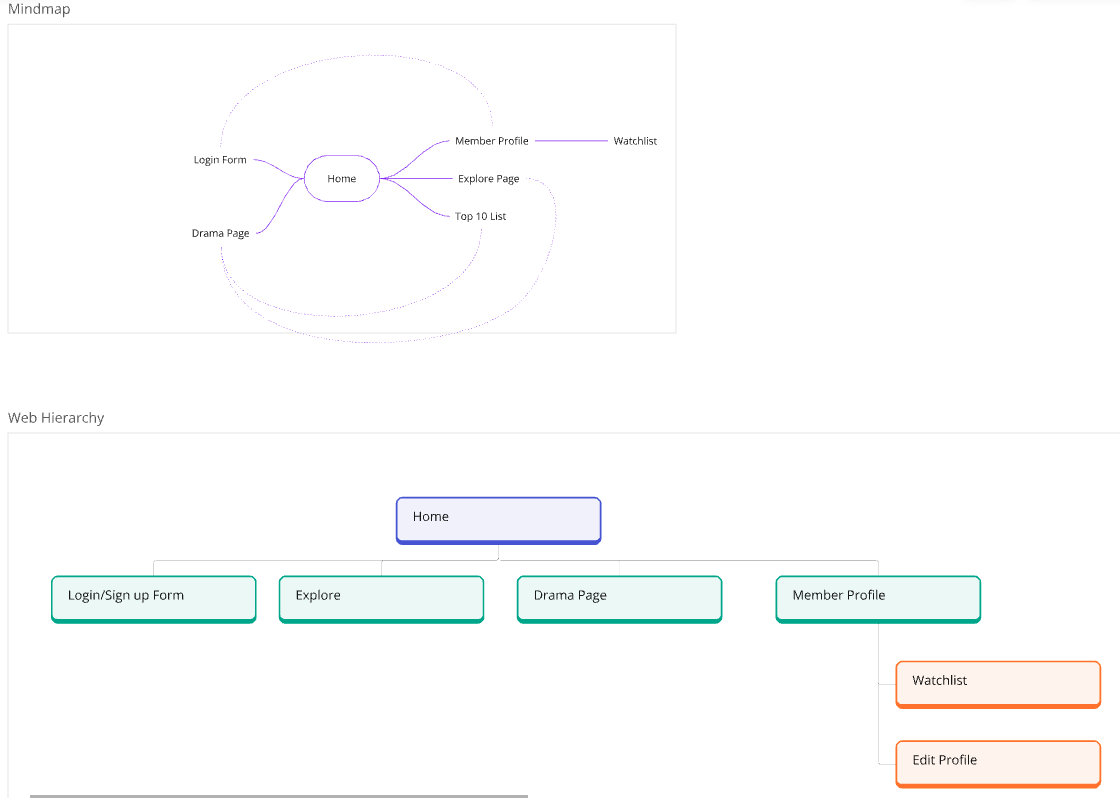 Mindmap
Member Profile
Watchlist
Login Form
Home
Explore Page
Top 10 List
Drama Page
Web Hierarchy
Home
Login/Sign up Form
Explore
Drama Page
Member Profile
Watchlist
Edit Profile